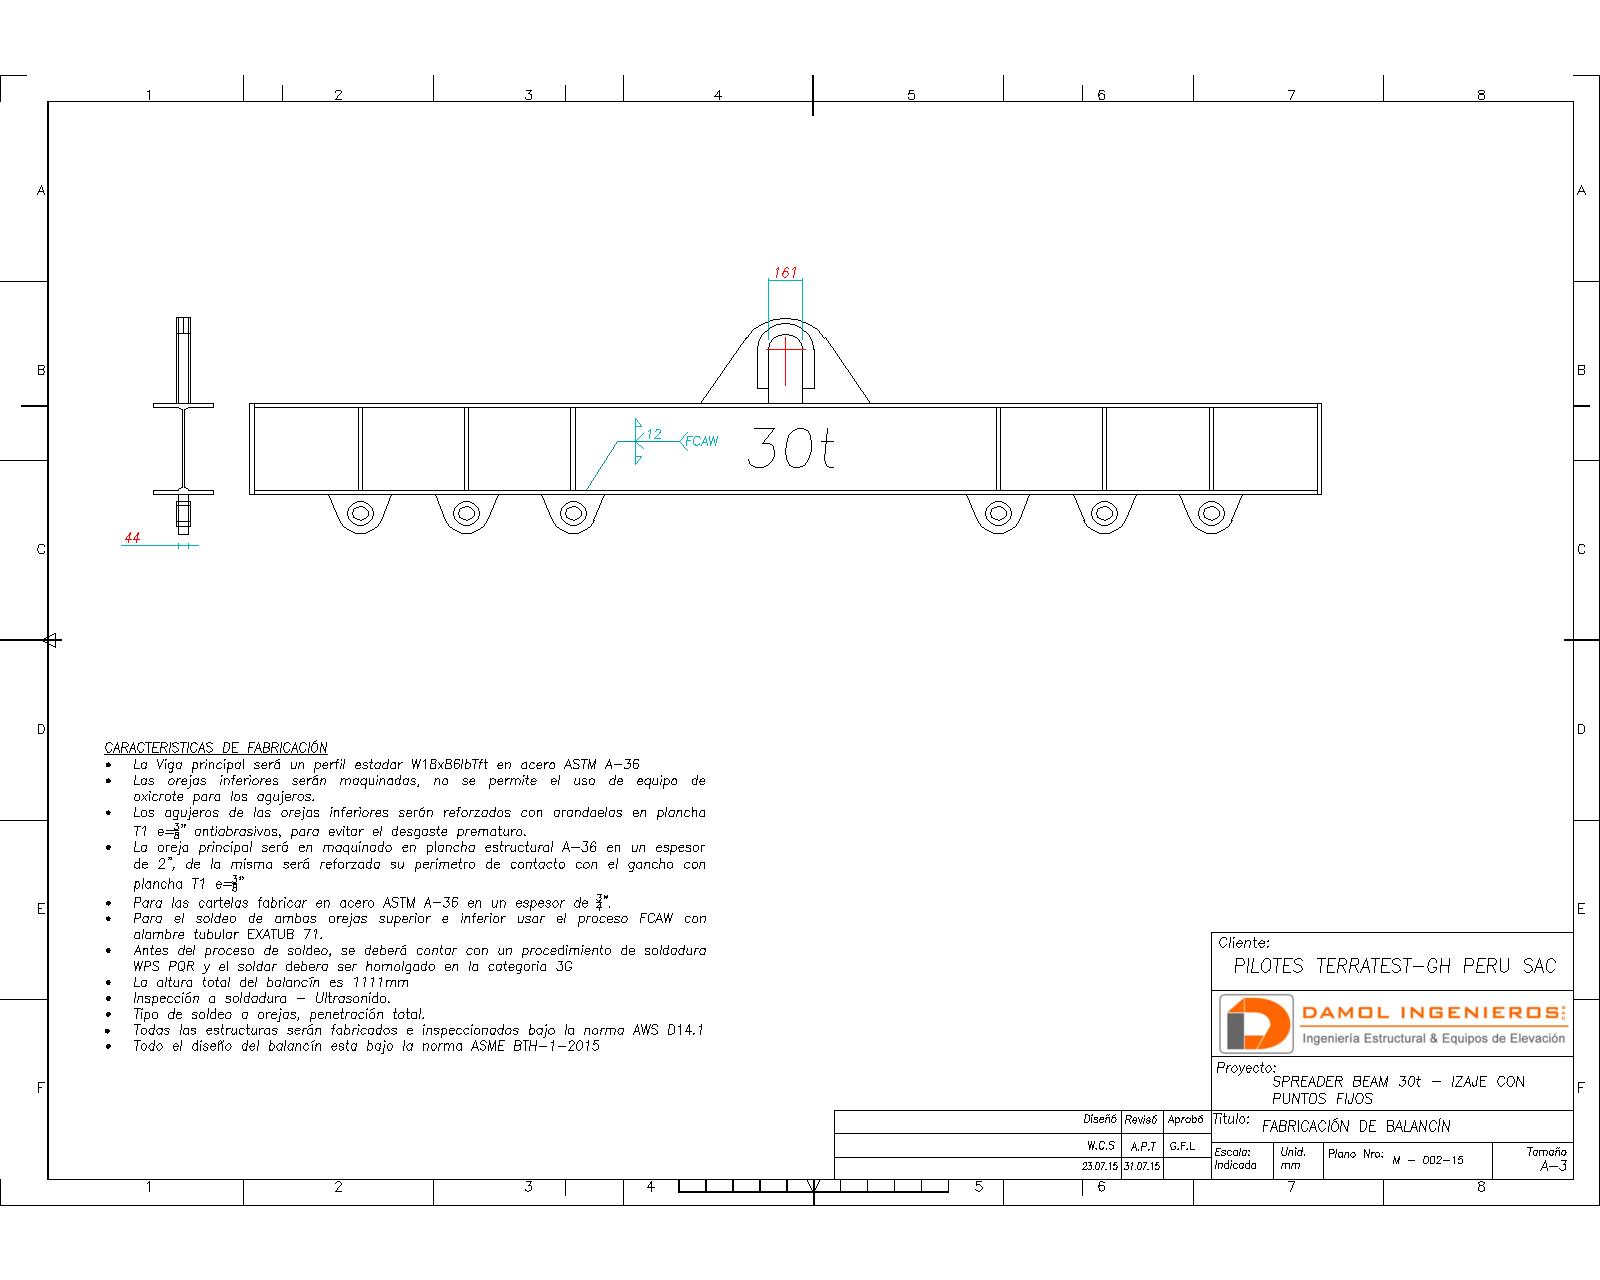 1 2 3 4 5 6 7 8
A A
161
B B
30t
12 FCAW
44
C C
D D
CARACTERISTICAS DE FABRICACIÓN
• La Viga principal será un perfil estadar W18x86lbTft en acero ASTM A-36
• Las orejas inferiores serán maquinadas, no se permite el uso de equipo de
oxicrote para los agujeros.
• Los agujeros de las orejas inferiores serán reforzados con arandaelas en plancha
T1 e=3/8" antiabrasivos, para evitar el desgaste prematuro.
• La oreja principal será en maquinado en plancha estructural A-36 en un espesor
de 2", de la misma será reforzada su perimetro de contacto con el gancho con
plancha T1 e=3/8"
• Para las cartelas fabricar en acero ASTM A-36 en un espesor de 3/4".
• Para el soldeo de ambas orejas superior e inferior usar el proceso FCAW con
alambre tubular EXATUB 71.
• Antes del proceso de soldeo, se deberá contar con un procedimiento de soldadura
WPS PQR y el soldar debera ser homolgado en la categoria 3G
• La altura total del balancín es 1111mm
• Inspección a soldadura - Ultrasonido.
• Tipo de soldeo a orejas, penetración total.
• Todas las estructuras serán fabricados e inspeccionados bajo la norma AWS D14.1
• Todo el diseño del balancín esta bajo la norma ASME BTH-1-2015
E E
Cliente:
PILOTES TERRATEST-GH PERU SAC
DAMOL INGENIEROS
Ingeniería Estructural & Equipos de Elevación
F F
Proyecto:
SPREADER BEAM 30t - IZAJE CON
PUNTOS FIJOS
Diseñó Revisó Aprobó
Titulo: FABRICACIÓN DE BALANCÍN
W.C.S A.P.T G.F.L
23.07.15 31.07.15
Escala:
Indicada
Unid.
mm
Plano Nro: M - 002-15
Tamaño
A-3
1 2 3 4 5 6 7 8